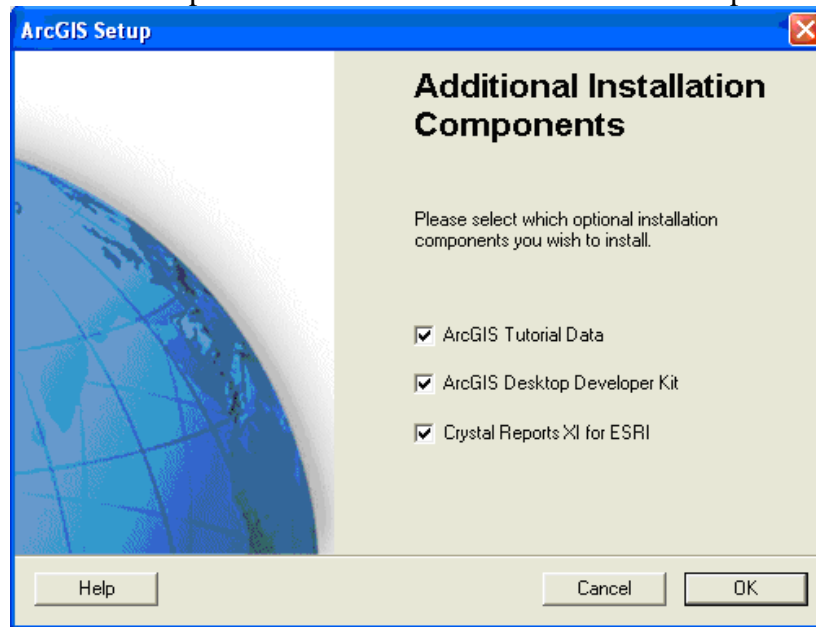 ArcGIS Setup
Additional Installation
Components
Please select which optional installation
components you wish to install.
ArcGIS Tutorial Data
ArcGIS Desktop Developer Kit
Crystal Reports XI for ESRI
Help
Cancel
OK